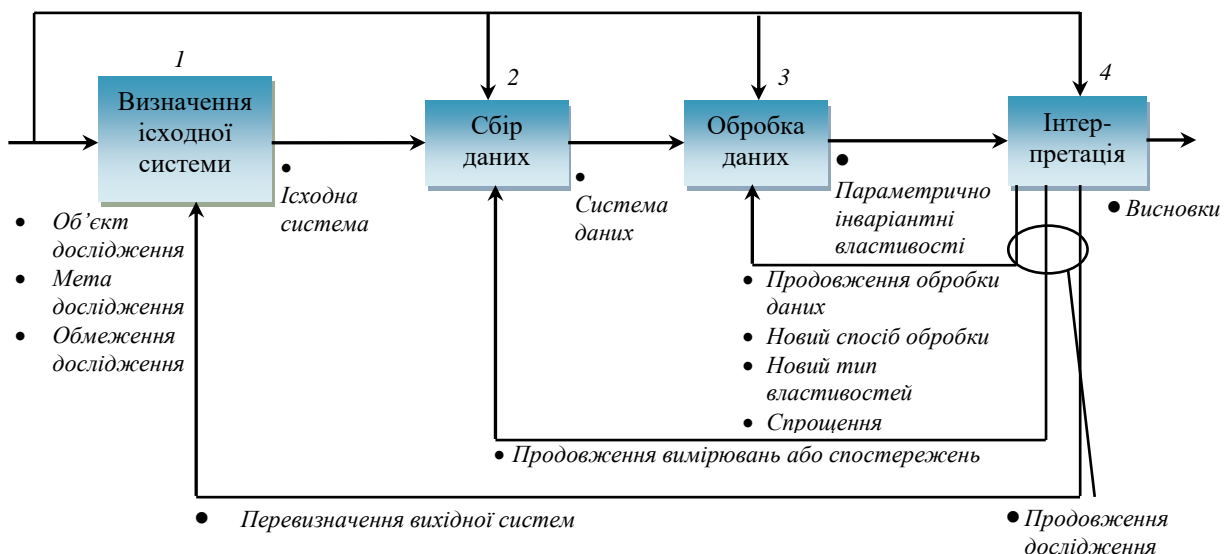 1
Визначення
ісходної
системи
2
Сбір
даних
3
Обробка
даних
4
Інтер-
претація
• Ісходна
система
• Система
даних
• Параметрично
інваріантні
властивості
• Висновки
• Об’єкт
дослідження
• Мета
дослідження
• Обмеження
дослідження
• Продовження обробки
даних
• Новий спосіб обробки
• Новий тип
властивостей
• Спрощення
• Продовження вимірювань або спостережень
• Перевизначення вихідної систем
• Продовження
дослідження